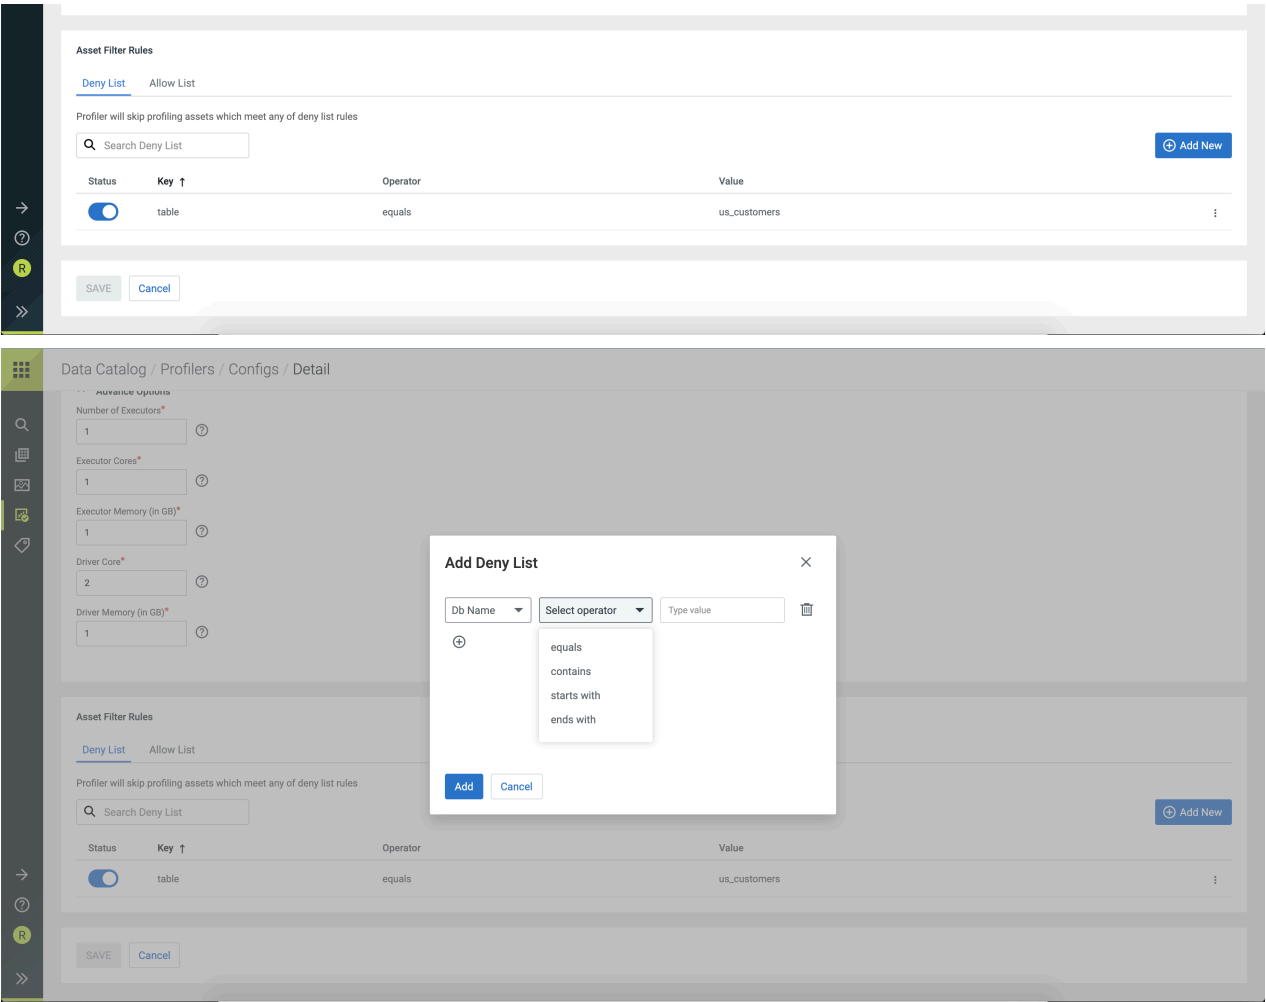 Asset Filter Rules
Deny List Allow List
Profiler will skip profiling assets which meet any of deny list rules
Search Deny List Add New
Status Key ↑ Operator Value
table equals us_customers
R
SAVE Cancel
Data Catalog / Profilers / Configs / Detail
Advance Options
Number of Executors*
1
Executor Cores*
1
Executor Memory (in GB)*
1
Driver Core*
2
Driver Memory (in GB)*
1
Add Deny List
Db Name Select operator Type value
equals
contains
starts with
ends with
Add Cancel
Asset Filter Rules
Deny List Allow List
Profiler will skip profiling assets which meet any of deny list rules
Search Deny List Add New
Status Key ↑ Operator Value
table equals us_customers
R
SAVE Cancel